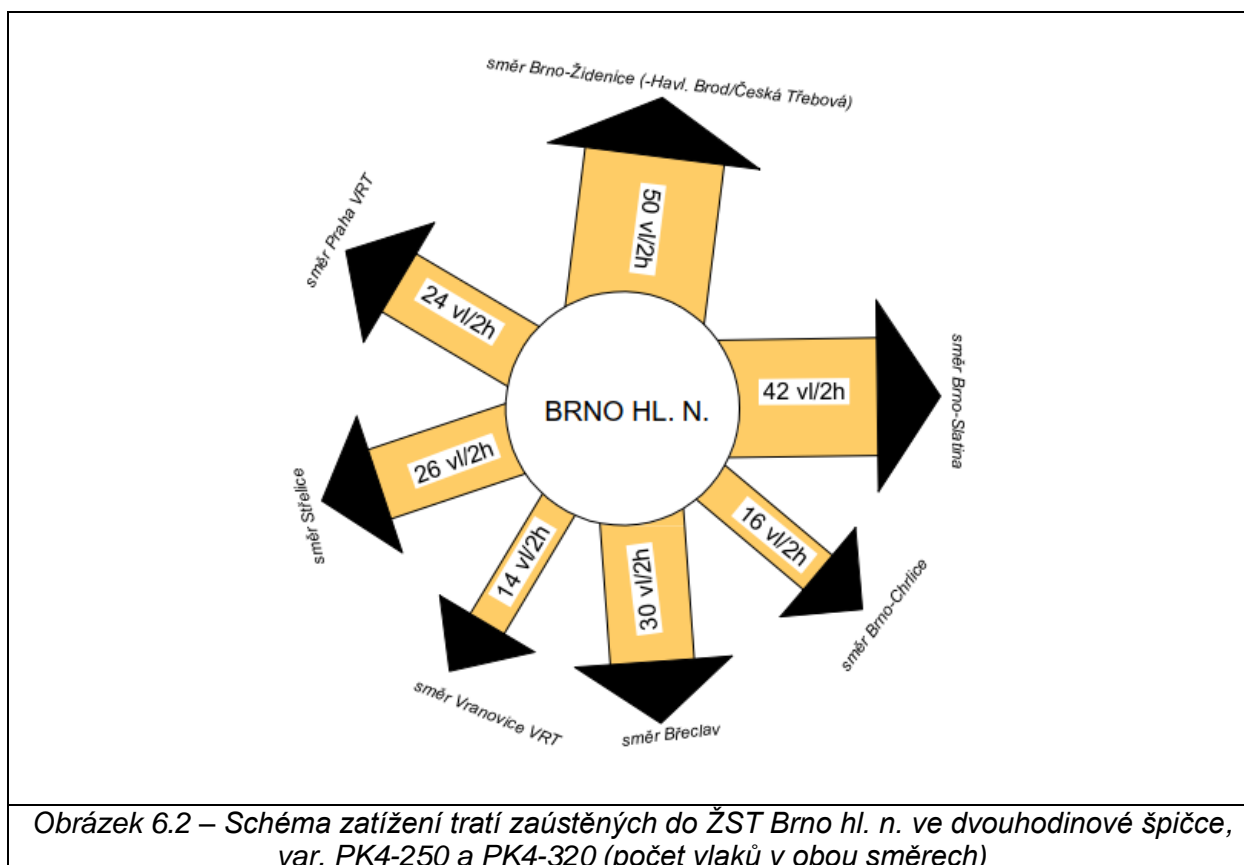 směr Brno-Židenice (-Havl. Brod/Česká Třebová)
50 vl/2h
směr Praha VRT
24 vl/2h
42 vl/2h
směr Brno-Slatina
BRNO HL. N.
26 vl/2h
směr Střelice
14 vl/2h
směr Vranovice VRT
30 vl/2h
směr Břeclav
16 vl/2h
směr Brno-Chrlice
Obrázek 6.2 – Schéma zatížení tratí zaústěných do ŽST Brno hl. n. ve dvouhodinové špičce,
var. PK4-250 a PK4-320 (počet vlaků v obou směrech)